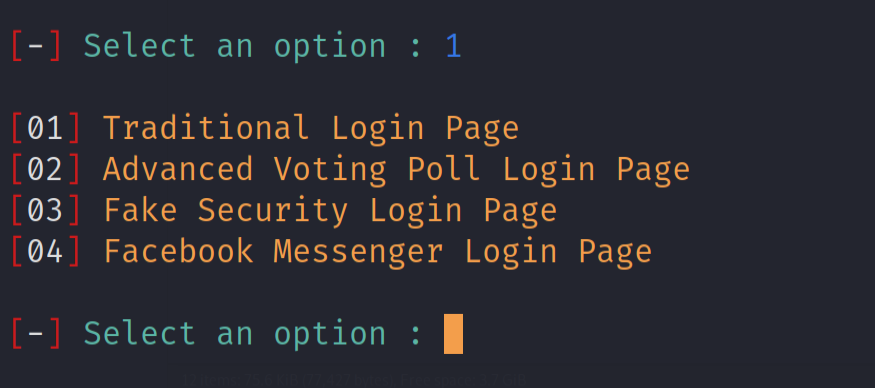 [-] Select an option : 1
[01] Traditional Login Page
[02] Advanced Voting Poll Login Page
[03] Fake Security Login Page
[04] Facebook Messenger Login Page
[-] Select an option :